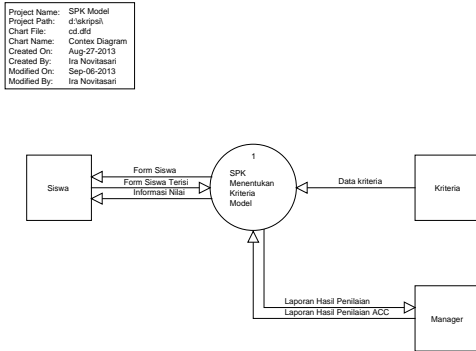 Project Name: SPK Model
Project Path: d:\skripsi\
Chart File: cd.dfd
Chart Name: Contex Diagram
Created On: Aug-27-2013
Created By: Ira Novitasari
Modified On: Sep-06-2013
Modified By: Ira Novitasari
1
SPK
Menentukan
Kriteria
Model
Siswa
Form Siswa
Form Siswa Terisi
Informasi Nilai
Data kriteria
Kriteria
Laporan Hasil Penilaian
Laporan Hasil Penilaian ACC
Manager